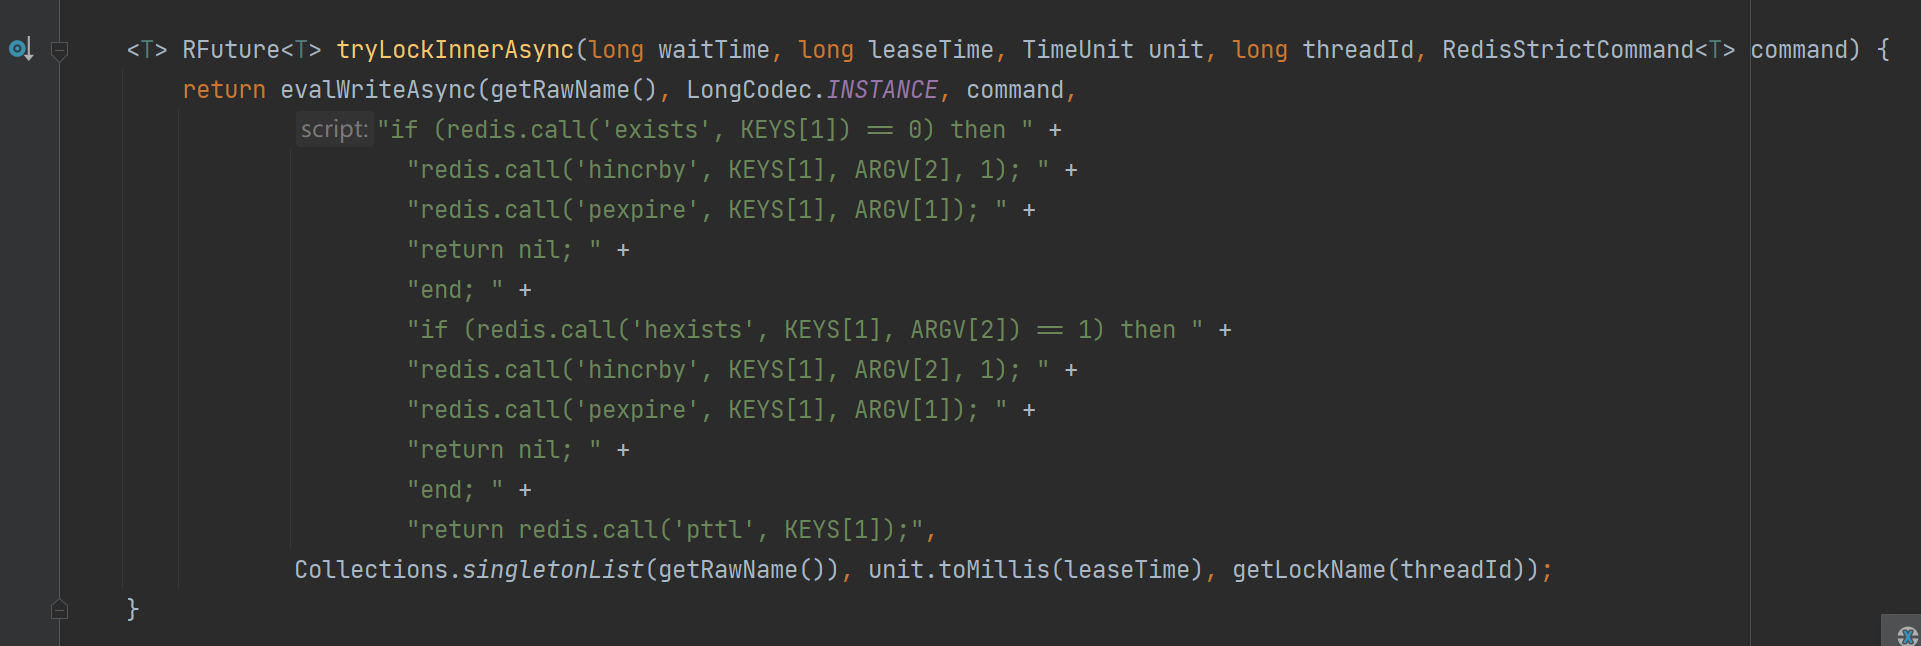 <T> RFuture<T> tryLockInnerAsync(long waitTime, long leaseTime, TimeUnit unit, long threadId, RedisStrictCommand<T> command) {
return evalWriteAsync(getRawName(), LongCodec.INSTANCE, command,
script: "if (redis.call('exists', KEYS[1]) == 0) then " +
"redis.call('hincrby', KEYS[1], ARGV[2], 1); " +
"redis.call('pexpire', KEYS[1], ARGV[1]); " +
"return nil; " +
"end; " +
"if (redis.call('hexists', KEYS[1], ARGV[2]) == 1) then " +
"redis.call('hincrby', KEYS[1], ARGV[2], 1); " +
"redis.call('pexpire', KEYS[1], ARGV[1]); " +
"return nil; " +
"end; " +
"return redis.call('pttl', KEYS[1]);",
Collections.singletonList(getRawName()), unit.toMillis(leaseTime), getLockName(threadId));
}